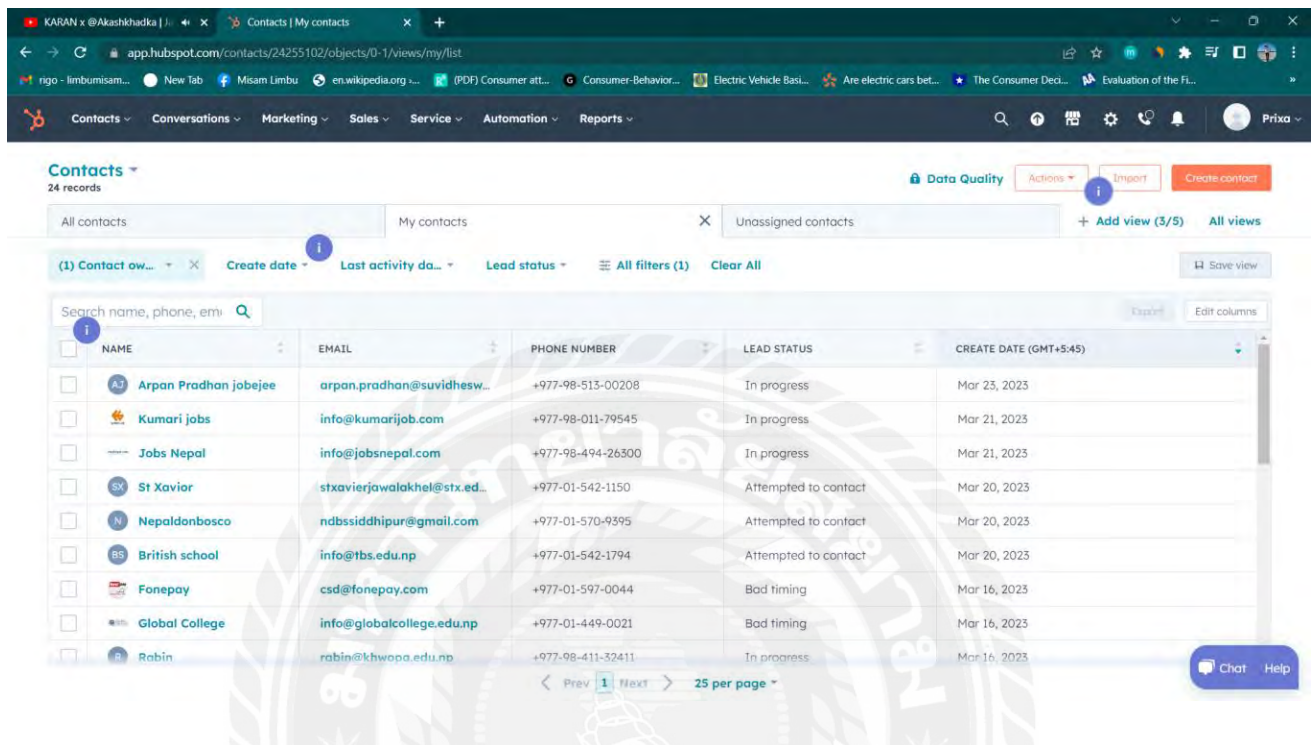 KARAN x @Akashkhadka | Ja
Contacts | My contacts
app.hubspot.com/contacts/24255102/objects/0-1/views/my/list
rigo - limbumisam... New Tab Misam Limbu en.wikipedia.org ›... (PDF) Consumer att... Consumer-Behavior... Electric Vehicle Basi... Are electric cars bet... The Consumer Deci... Evaluation of the Fi... »
Contacts Conversations Marketing Sales Service Automation Reports Prixa
Contacts
24 records
Data Quality Actions Import Create contact
All contacts My contacts Unassigned contacts + Add view (3/5) All views
(1) Contact ow... Create date Last activity da... Lead status All filters (1) Clear All Save view
Search name, phone, emi Export Edit columns
NAME EMAIL PHONE NUMBER LEAD STATUS CREATE DATE (GMT+5:45)
AJ Arpan Pradhan jobejee arpan.pradhan@suvidhesw... +977-98-513-00208 In progress Mar 23, 2023
Kumari jobs info@kumarijob.com +977-98-011-79545 In progress Mar 21, 2023
Jobs Nepal info@jobsnepal.com +977-98-494-26300 In progress Mar 21, 2023
SX St Xavior stxavierjawalakhel@stx.ed... +977-01-542-1150 Attempted to contact Mar 20, 2023
N Nepaldonbosco ndbssiddhipur@gmail.com +977-01-570-9395 Attempted to contact Mar 20, 2023
BS British school info@tbs.edu.np +977-01-542-1794 Attempted to contact Mar 20, 2023
Fonepay csd@fonepay.com +977-01-597-0044 Bad timing Mar 16, 2023
Global College info@globalcollege.edu.np +977-01-449-0021 Bad timing Mar 16, 2023
R Rabin rabin@khwopa.edu.np +977-98-411-32411 In progress Mar 16, 2023
Prev 1 Next 25 per page
Chat Help